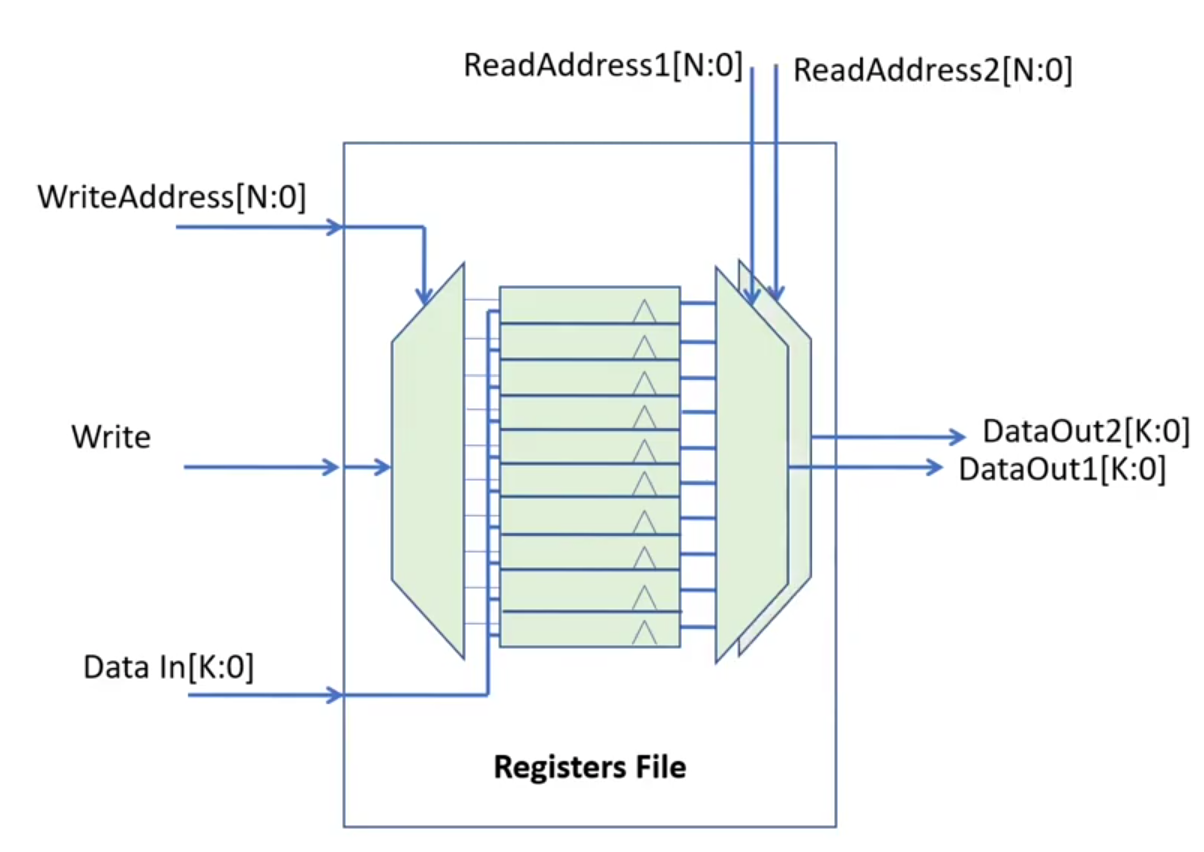 ReadAddress1[N:0]
ReadAddress2[N:0]
WriteAddress[N:0]
Write
DataOut2[K:0]
DataOut1[K:0]
Data In[K:0]
Registers File